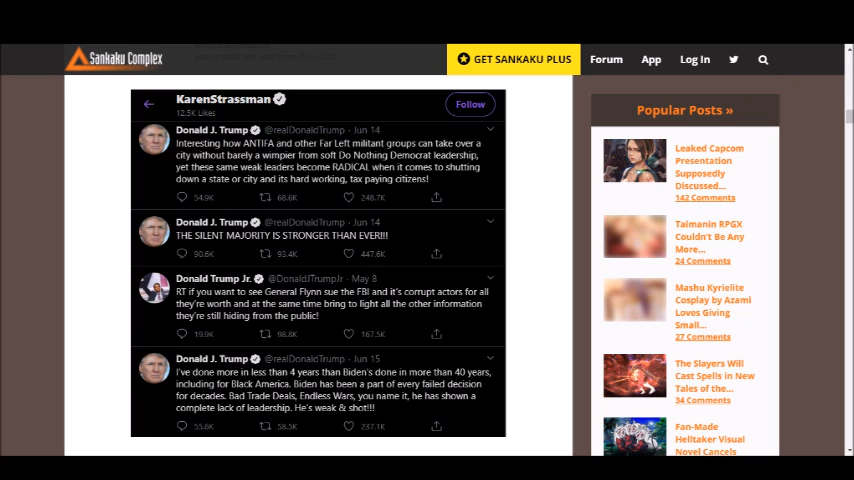 Sankaku Complex
GET SANKAKU PLUS
Forum
App
Log In
KarenStrassman
12.5K Likes
Follow
Donald J. Trump @realDonaldTrump · Jun 14
Interesting how ANTIFA and other Far Left militant groups can take over a
city without barely a wimpier from soft Do Nothing Democrat leadership,
yet these same weak leaders become RADICAL when it comes to shutting
down a state or city and its hard working, tax paying citizens!
54.9K 68.6K 248.7K
Donald J. Trump @realDonaldTrump · Jun 14
THE SILENT MAJORITY IS STRONGER THAN EVER!!!
90.6K 93.4K 447.6K
Donald Trump Jr. @DonaldJTrumpJr · May 8
RT if you want to see General Flynn sue the FBI and it's corrupt actors for all
they're worth and at the same time bring to light all the other information
they're still hiding from the public!
19.9K 98.8K 167.5K
Donald J. Trump @realDonaldTrump · Jun 15
I've done more in less than 4 years than Biden's done in more than 40 years,
including for Black America. Biden has been a part of every failed decision
for decades. Bad Trade Deals, Endless Wars, you name it, he has shown a
complete lack of leadership. He's weak & shot!!!
55.6K 58.5K 237.1K
Popular Posts »
Leaked Capcom
Presentation
Supposedly
Discussed...
142 Comments
Taimanin RPGX
Couldn't Be Any
More...
24 Comments
Mashu Kyrielite
Cosplay by Azami
Loves Giving
Small...
27 Comments
The Slayers Will
Cast Spells in New
Tales of the...
34 Comments
Fan-Made
Helltaker Visual
Novel Cancels